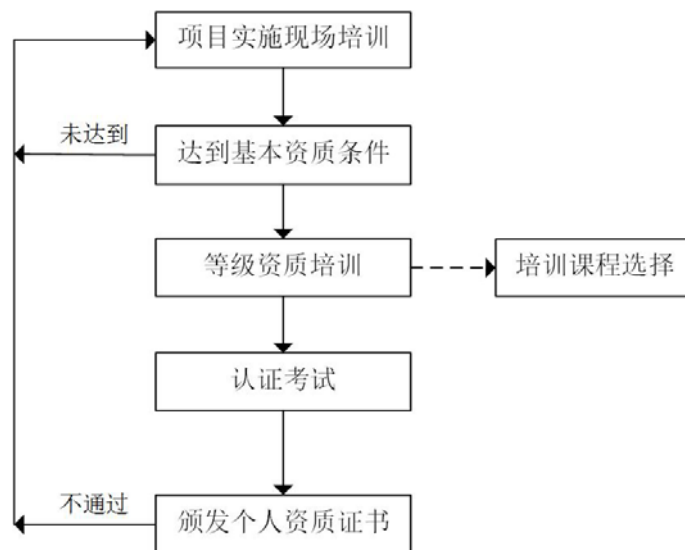 项目实施现场培训
未达到
达到基本资质条件
等级资质培训
培训课程选择
认证考试
不通过
颁发个人资质证书